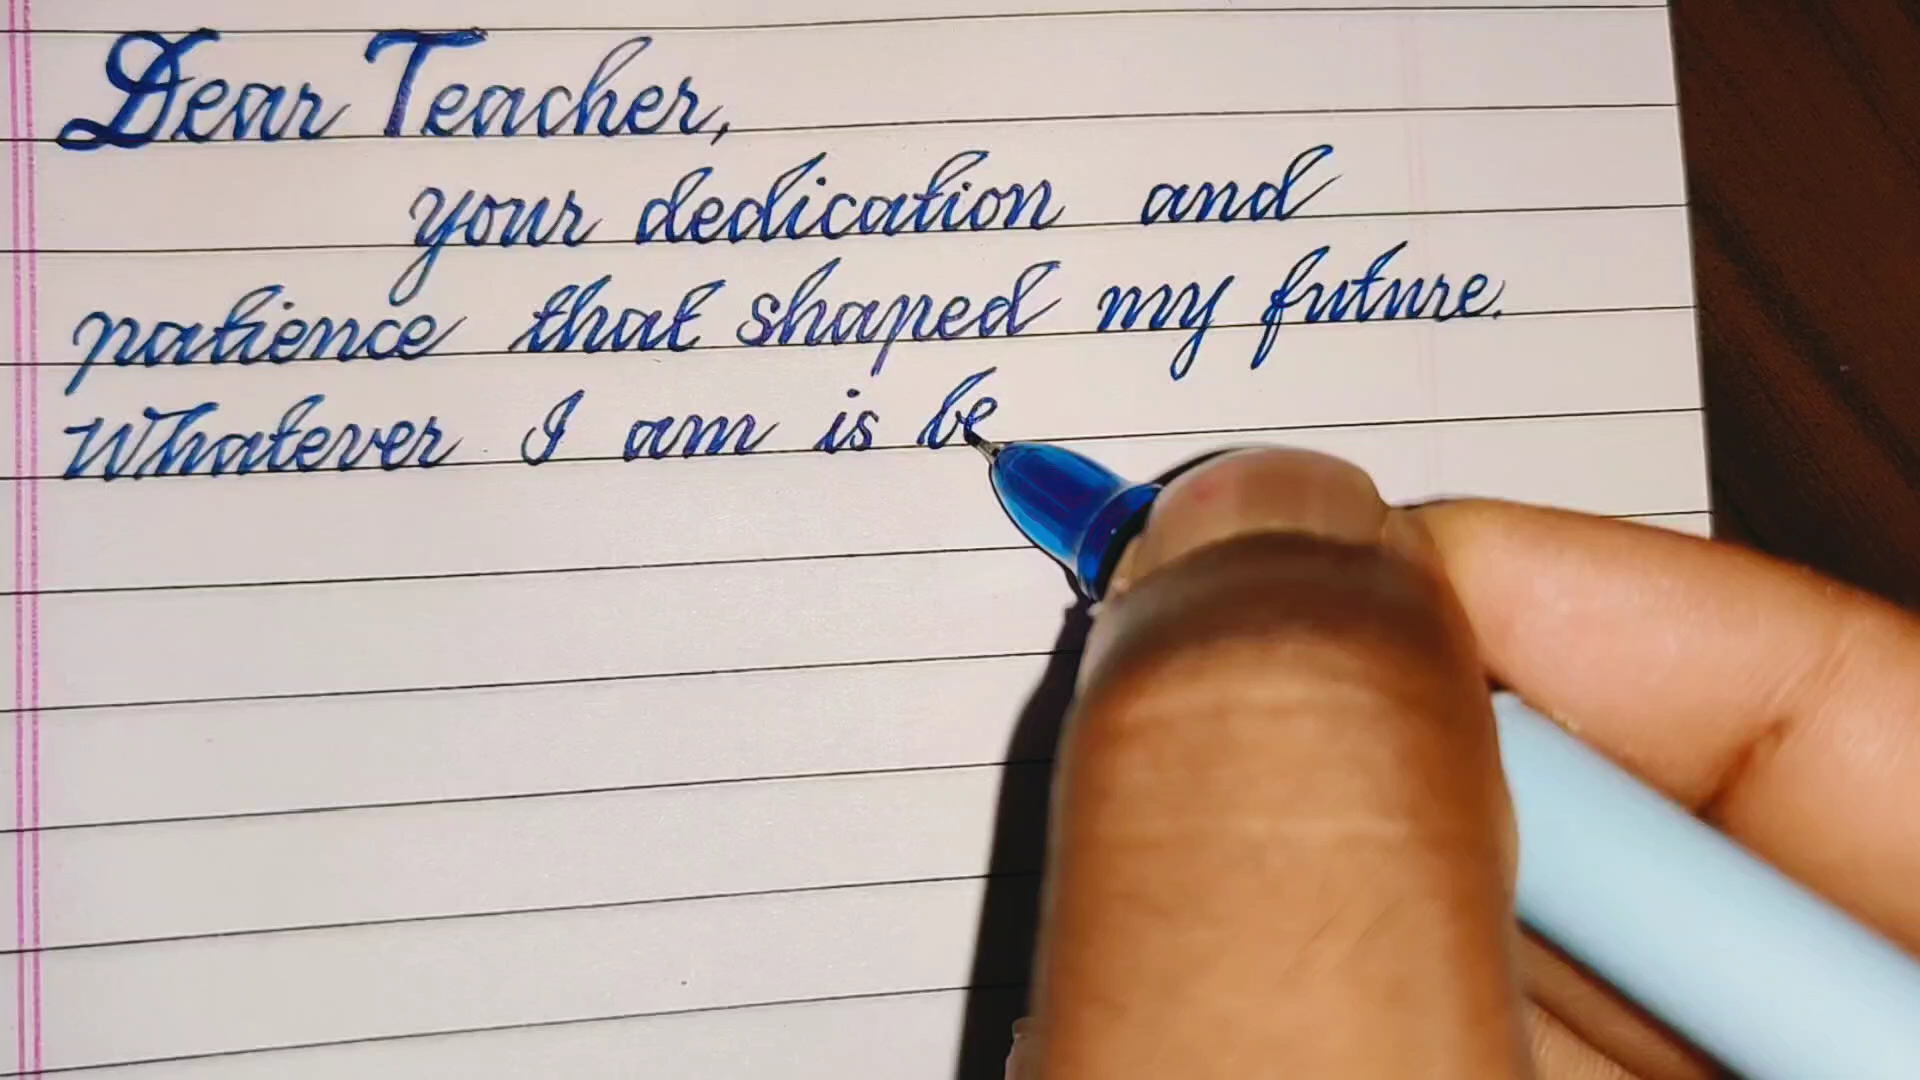 Dear Teacher,
your dedication and
patience that shaped my future.
Whatever I am is be